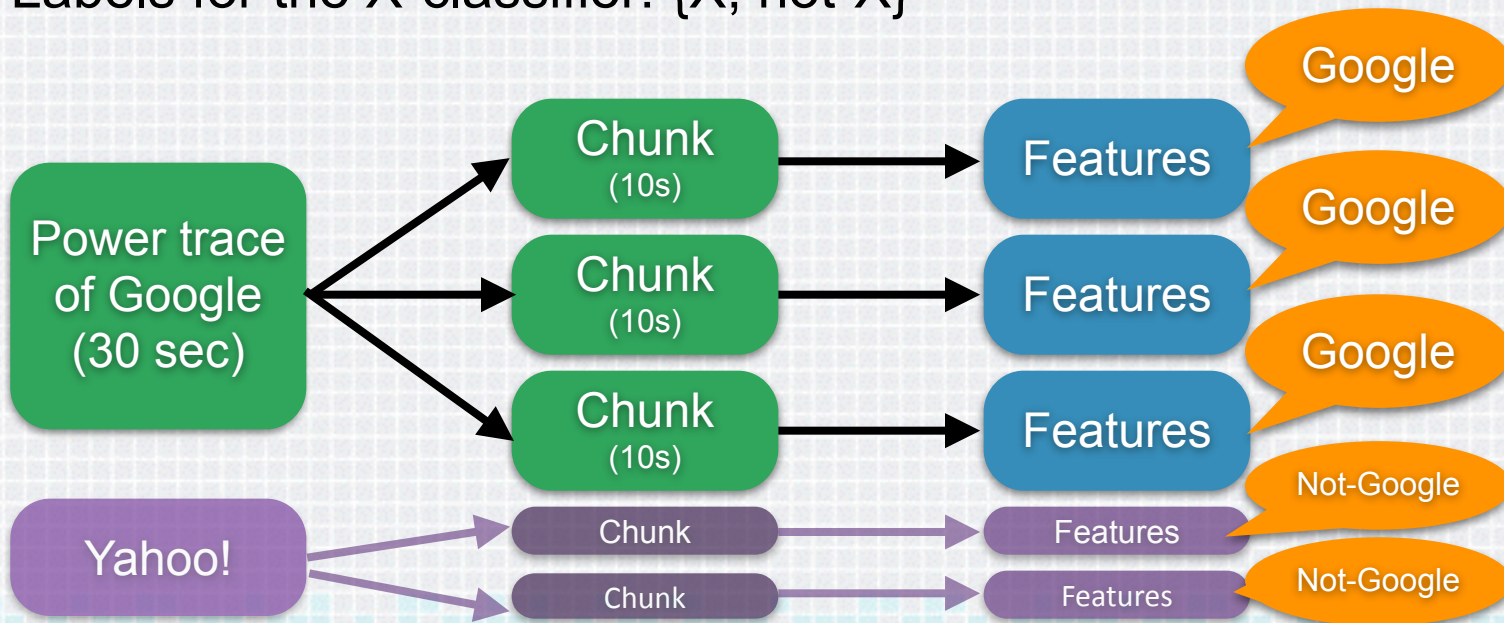 Labels for the X-classifier: {X, not-X}
Power trace
of Google
(30 sec)
Chunk
(10s)
Features
Google
Chunk
(10s)
Features
Google
Chunk
(10s)
Features
Google
Yahoo!
Chunk
Features
Not-Google
Chunk
Features
Not-Google